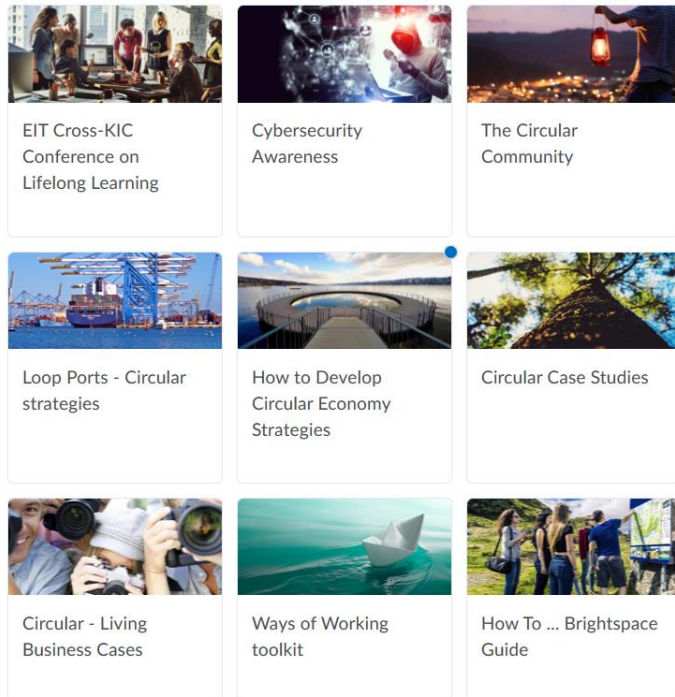 EIT Cross-KIC
Conference on
Lifelong Learning
Cybersecurity
Awareness
The Circular
Community
Loop Ports - Circular
strategies
How to Develop
Circular Economy
Strategies
Circular Case Studies
Circular - Living
Business Cases
Ways of Working
toolkit
How To ... Brightspace
Guide